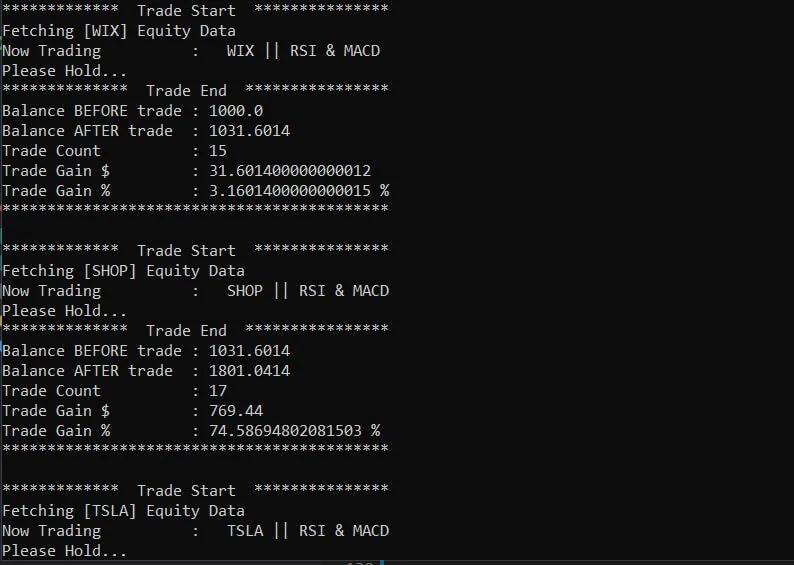 *************  Trade Start  ***************
Fetching [WIX] Equity Data
Now Trading          :   WIX || RSI & MACD
Please Hold...
**************  Trade End  ****************
Balance BEFORE trade : 1000.0
Balance AFTER trade  : 1031.6014
Trade Count          : 15
Trade Gain $         : 31.601400000000012
Trade Gain %         : 3.1601400000000015 %
*******************************************
*************  Trade Start  ***************
Fetching [SHOP] Equity Data
Now Trading          :   SHOP || RSI & MACD
Please Hold...
**************  Trade End  ****************
Balance BEFORE trade : 1031.6014
Balance AFTER trade  : 1801.0414
Trade Count          : 17
Trade Gain $         : 769.44
Trade Gain %         : 74.58694802081503 %
*******************************************
*************  Trade Start  ***************
Fetching [TSLA] Equity Data
Now Trading          :   TSLA || RSI & MACD
Please Hold...